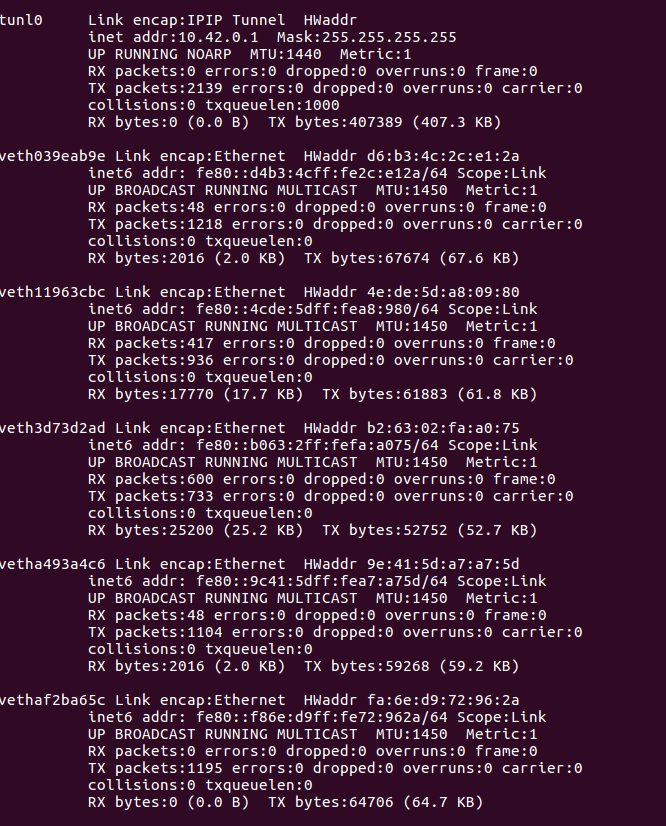 tunl0     Link encap:IPIP Tunnel  HWaddr
          inet addr:10.42.0.1  Mask:255.255.255.255
          UP RUNNING NOARP  MTU:1440  Metric:1
          RX packets:0 errors:0 dropped:0 overruns:0 frame:0
          TX packets:2139 errors:0 dropped:0 overruns:0 carrier:0
          collisions:0 txqueuelen:1000
          RX bytes:0 (0.0 B)  TX bytes:407389 (407.3 KB)
veth039eab9e Link encap:Ethernet  HWaddr d6:b3:4c:2c:e1:2a
          inet6 addr: fe80::d4b3:4cff:fe2c:e12a/64 Scope:Link
          UP BROADCAST RUNNING MULTICAST  MTU:1450  Metric:1
          RX packets:48 errors:0 dropped:0 overruns:0 frame:0
          TX packets:1218 errors:0 dropped:0 overruns:0 carrier:0
          collisions:0 txqueuelen:0
          RX bytes:2016 (2.0 KB)  TX bytes:67674 (67.6 KB)
veth11963cbc Link encap:Ethernet  HWaddr 4e:de:5d:a8:09:80
          inet6 addr: fe80::4cde:5dff:fea8:980/64 Scope:Link
          UP BROADCAST RUNNING MULTICAST  MTU:1450  Metric:1
          RX packets:417 errors:0 dropped:0 overruns:0 frame:0
          TX packets:936 errors:0 dropped:0 overruns:0 carrier:0
          collisions:0 txqueuelen:0
          RX bytes:17770 (17.7 KB)  TX bytes:61883 (61.8 KB)
veth3d73d2ad Link encap:Ethernet  HWaddr b2:63:02:fa:a0:75
          inet6 addr: fe80::b063:2ff:fefa:a075/64 Scope:Link
          UP BROADCAST RUNNING MULTICAST  MTU:1450  Metric:1
          RX packets:600 errors:0 dropped:0 overruns:0 frame:0
          TX packets:733 errors:0 dropped:0 overruns:0 carrier:0
          collisions:0 txqueuelen:0
          RX bytes:25200 (25.2 KB)  TX bytes:52752 (52.7 KB)
vetha493a4c6 Link encap:Ethernet  HWaddr 9e:41:5d:a7:a7:5d
          inet6 addr: fe80::9c41:5dff:fea7:a75d/64 Scope:Link
          UP BROADCAST RUNNING MULTICAST  MTU:1450  Metric:1
          RX packets:48 errors:0 dropped:0 overruns:0 frame:0
          TX packets:1104 errors:0 dropped:0 overruns:0 carrier:0
          collisions:0 txqueuelen:0
          RX bytes:2016 (2.0 KB)  TX bytes:59268 (59.2 KB)
vethaf2ba65c Link encap:Ethernet  HWaddr fa:6e:d9:72:96:2a
          inet6 addr: fe80::f86e:d9ff:fe72:962a/64 Scope:Link
          UP BROADCAST RUNNING MULTICAST  MTU:1450  Metric:1
          RX packets:0 errors:0 dropped:0 overruns:0 frame:0
          TX packets:1195 errors:0 dropped:0 overruns:0 carrier:0
          collisions:0 txqueuelen:0
          RX bytes:0 (0.0 B)  TX bytes:64706 (64.7 KB)